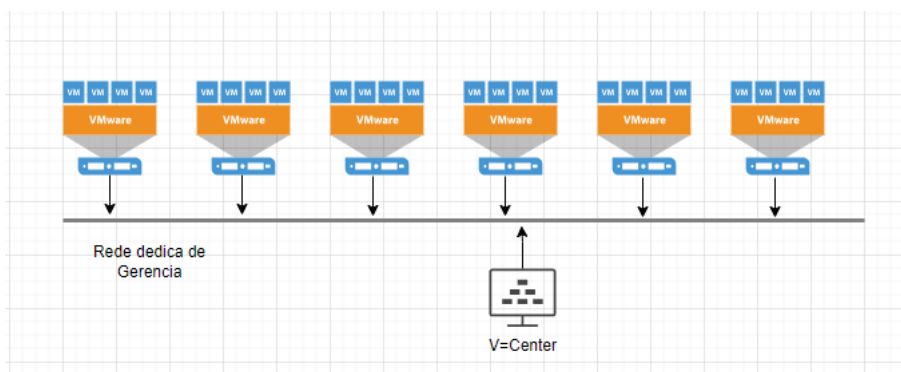 VM VM VM VM VM VM VM VM VM VM VM VM VM VM VM VM VM VM VM VM VM VM VM VM
VMware VMware VMware VMware VMware VMware
Rede dedica de
Gerencia
V=Center